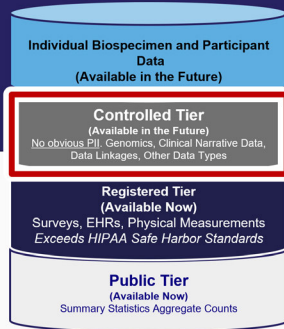 Individual Biospecimen and Participant
Data
(Available in the Future)
Controlled Tier
(Available in the Future)
No obvious PII. Genomics, Clinical Narrative Data,
Data Linkages, Other Data Types
Registered Tier
(Available Now)
Surveys, EHRs, Physical Measurements
Exceeds HIPAA Safe Harbor Standards
Public Tier
(Available Now)
Summary Statistics Aggregate Counts